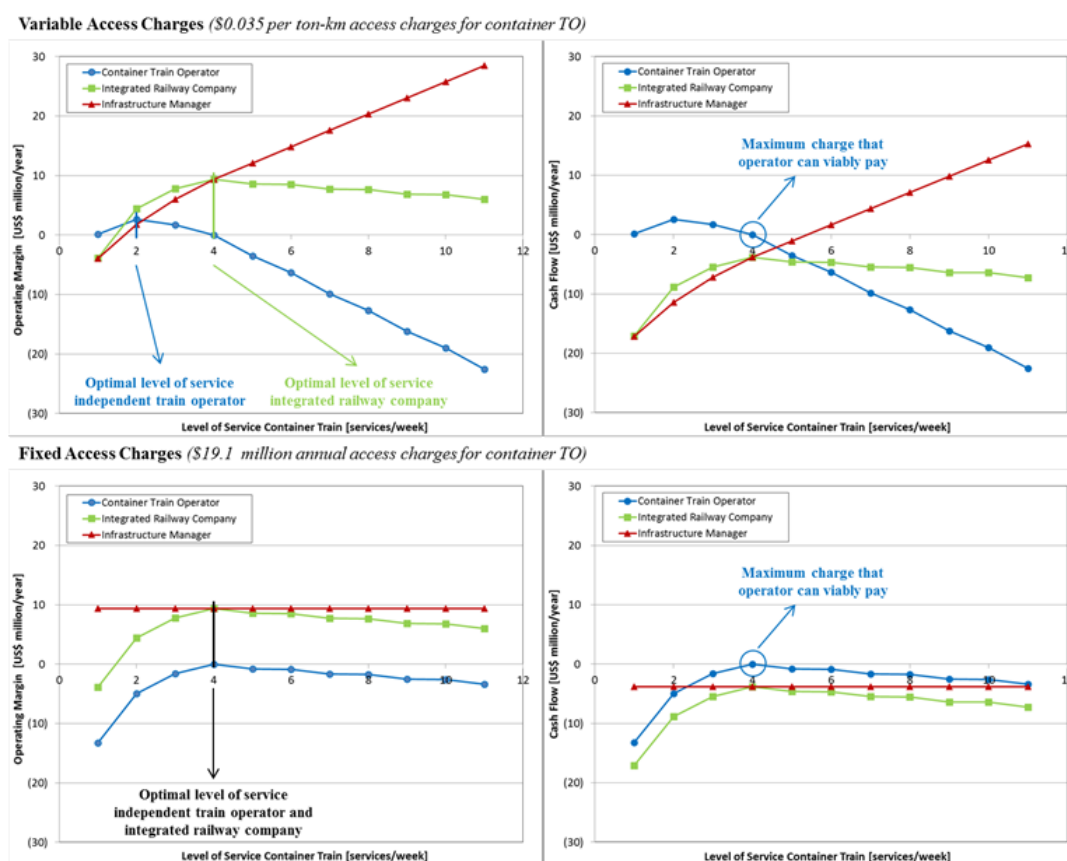 Variable Access Charges ($0.035 per ton-km access charges for container TO)
30
20
10
0
(10)
(20)
(30)
0
2
4
6
8
10
12
Operating Margin [US$ million/year]
Container Train Operator
Integrated Railway Company
Infrastructure Manager
Optimal level of service
independent train operator
Optimal level of service
integrated railway company
Level of Service Container Train [services/week]
30
20
10
0
(10)
(20)
(30)
0
2
4
6
8
10
1
Cash Flow [US$ million/year]
Container Train Operator
Integrated Railway Company
Infrastructure Manager
Maximum charge that
operator can viably pay
Level of Service Container Train [services/week]
Fixed Access Charges ($19.1 million annual access charges for container TO)
30
20
10
0
(10)
(20)
(30)
0
2
4
6
8
10
12
Operating Margin [US$ million/year]
Container Train Operator
Integrated Railway Company
Infrastructure Manager
Optimal level of service
independent train operator and
integrated railway company
Level of Service Container Train [services/week]
30
20
10
0
(10)
(20)
(30)
0
2
4
6
8
10
1
Cash Flow [US$ million/year]
Container Train Operator
Integrated Railway Company
Infrastructure Manager
Maximum charge that
operator can viably pay
Level of Service Container Train [services/week]